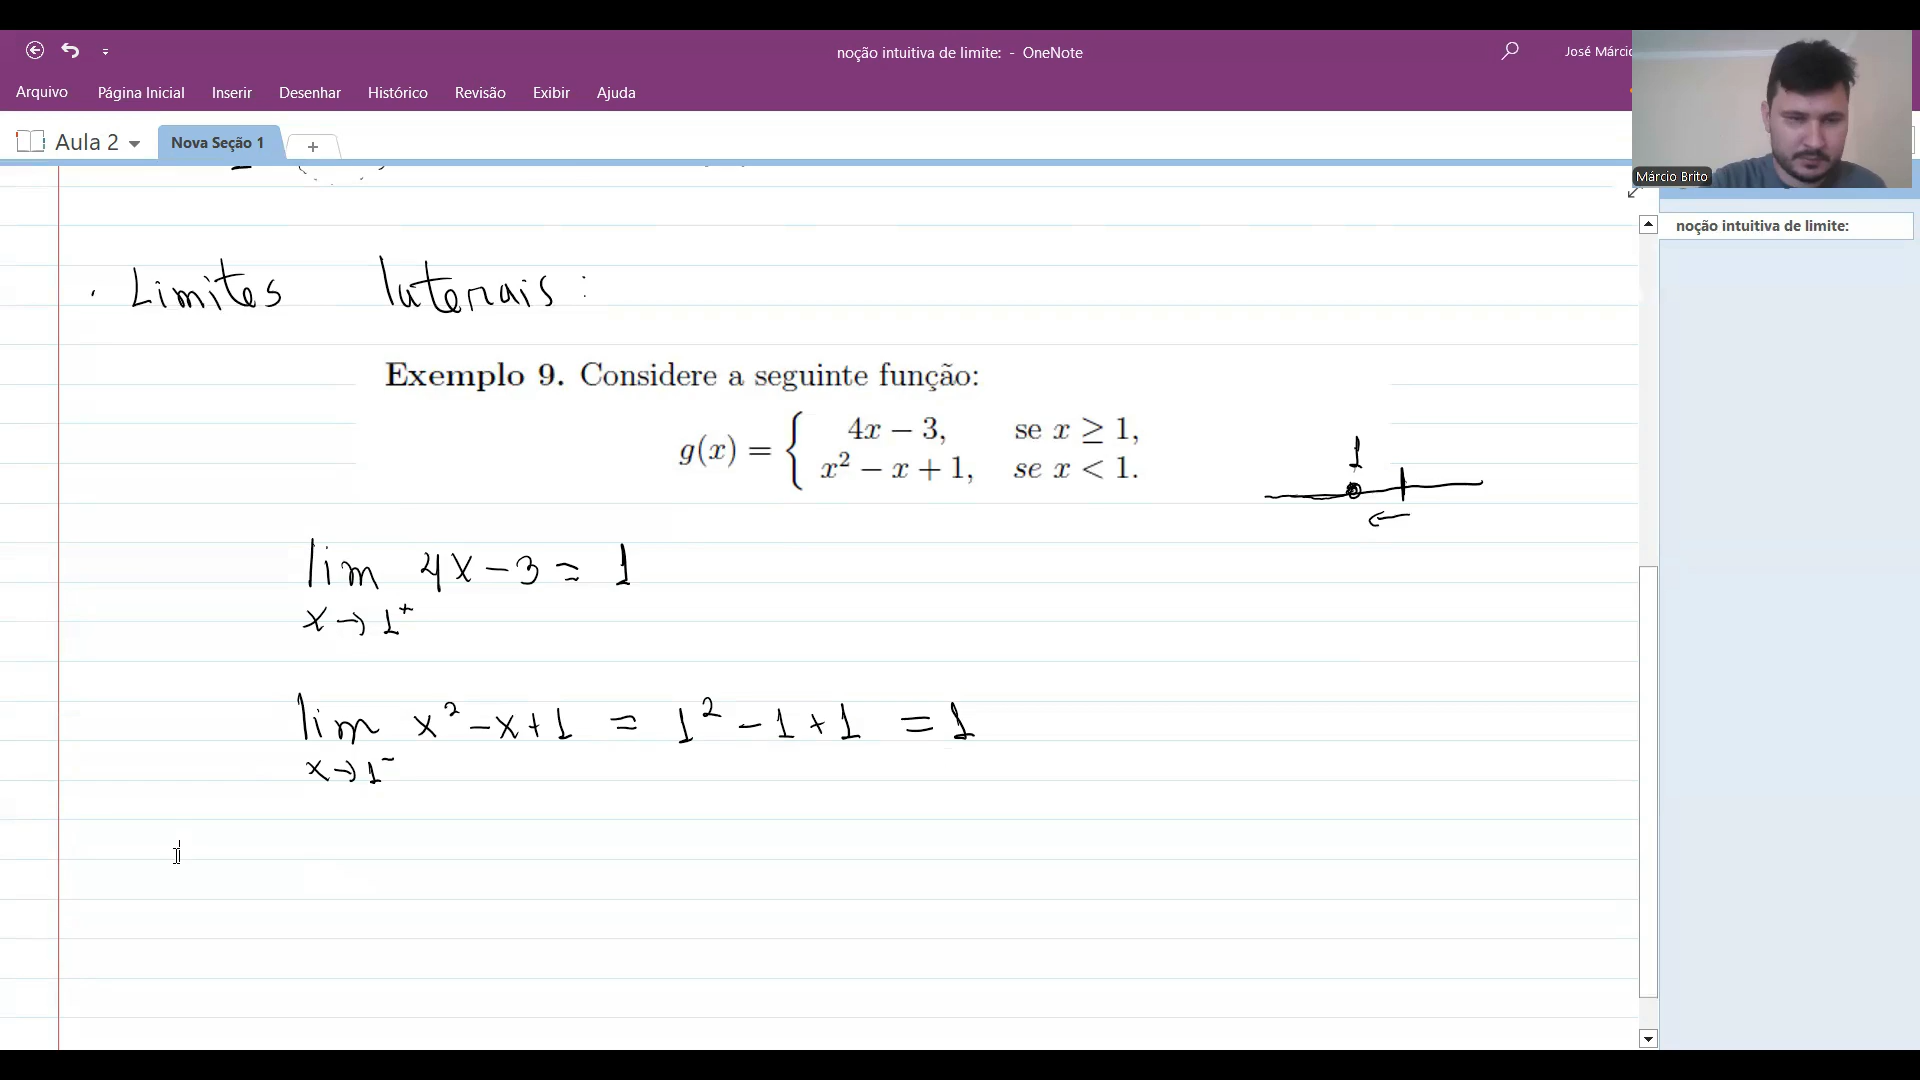 noção intuitiva de limite: - OneNote
José Márcio
Arquivo Página Inicial Inserir Desenhar Histórico Revisão Exibir Ajuda
Aula 2 Nova Seção 1 +
Márcio Brito
noção intuitiva de limite:
. Limites laterais :
Exemplo 9. Considere a seguinte função:
g(x) = { 4x − 3, se x ≥ 1,
x² − x + 1, se x < 1.
1
lim 4x − 3 = 1
x → 1⁺
lim x² − x + 1 = 1² − 1 + 1 = 1
x → 1⁻